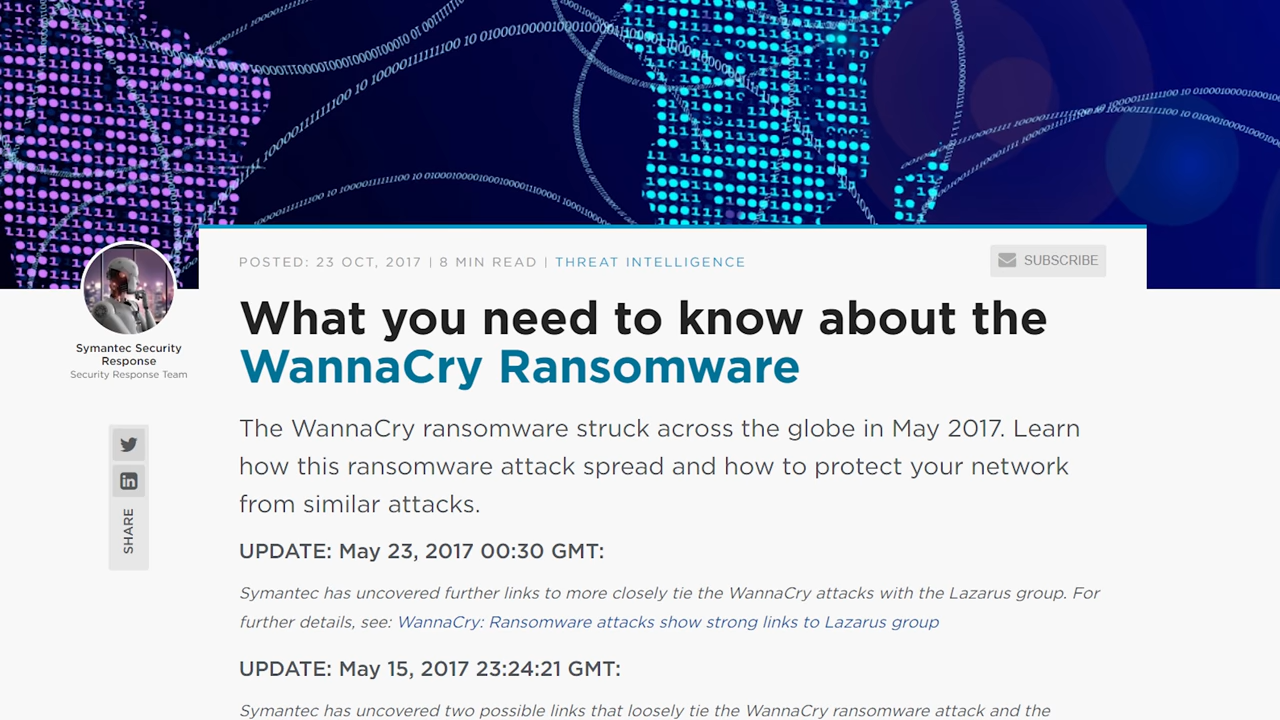 POSTED: 23 OCT, 2017 | 8 MIN READ | THREAT INTELLIGENCE
SUBSCRIBE
What you need to know about the
WannaCry Ransomware
Symantec Security
Response
Security Response Team
The WannaCry ransomware struck across the globe in May 2017. Learn
how this ransomware attack spread and how to protect your network
from similar attacks.
SHARE
UPDATE: May 23, 2017 00:30 GMT:
Symantec has uncovered further links to more closely tie the WannaCry attacks with the Lazarus group. For
further details, see: WannaCry: Ransomware attacks show strong links to Lazarus group
UPDATE: May 15, 2017 23:24:21 GMT:
Symantec has uncovered two possible links that loosely tie the WannaCry ransomware attack and the